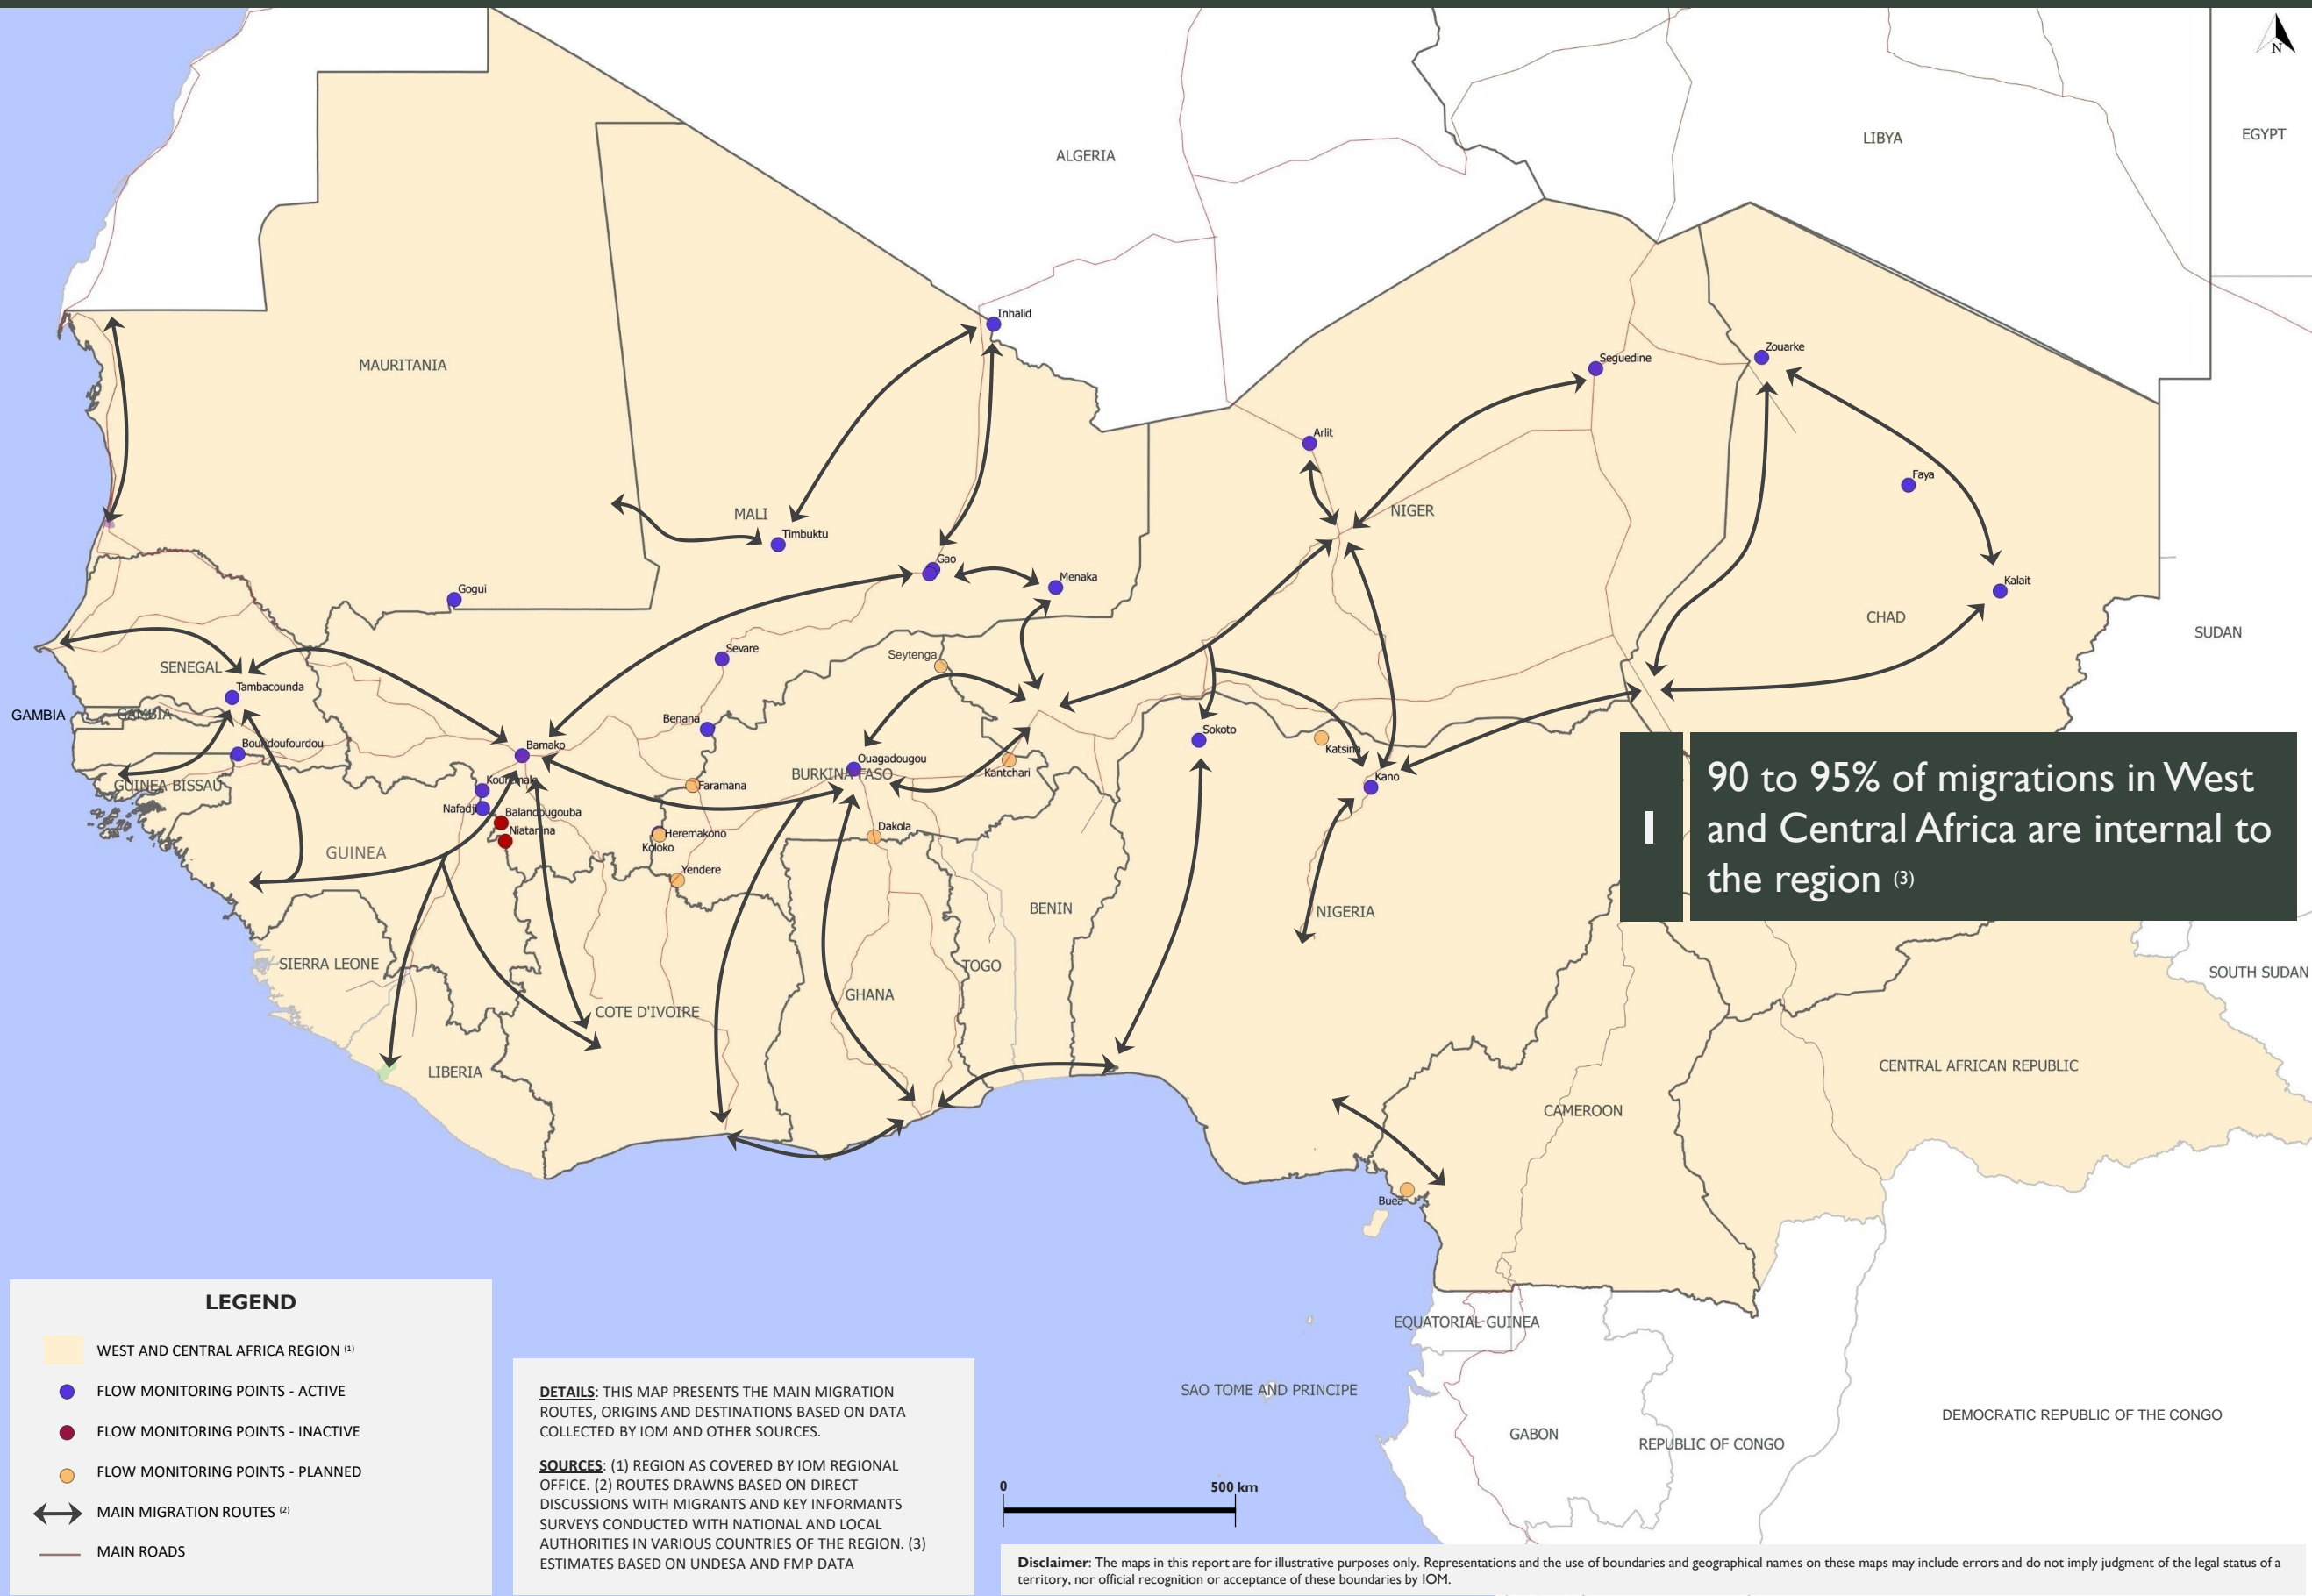 N
ALGERIA
LIBYA
EGYPT
Inhalid
MAURITANIA
Zouarke
Seguedine
Arlit
Faya
NIGER
MALI
Timbuktu
Gao
Menaka
Kalait
Gogui
CHAD
SUDAN
Sevare
Seytenga
SENEGAL
Tambacounda
GAMBIA
GAMBIA
Benana
Sokoto
Katsina
Boundoufourdou
Bamako
Ouagadougou
Kantchari
BURKINA FASO
Kano
GUINEA BISSAU
Kouremale
Faramana
Nafadji
Balandougouba
Niatanina
Heremakono
Koloko
Dakola
GUINEA
Yendere
I
90 to 95% of migrations in West
and Central Africa are internal to
the region (3)
BENIN
NIGERIA
SIERRA LEONE
TOGO
SOUTH SUDAN
GHANA
COTE D'IVOIRE
LIBERIA
CENTRAL AFRICAN REPUBLIC
CAMEROON
Buea
EQUATORIAL GUINEA
SAO TOME AND PRINCIPE
GABON
REPUBLIC OF CONGO
DEMOCRATIC REPUBLIC OF THE CONGO
LEGEND
WEST AND CENTRAL AFRICA REGION (1)
FLOW MONITORING POINTS - ACTIVE
FLOW MONITORING POINTS - INACTIVE
FLOW MONITORING POINTS - PLANNED
MAIN MIGRATION ROUTES (2)
MAIN ROADS
DETAILS: THIS MAP PRESENTS THE MAIN MIGRATION
ROUTES, ORIGINS AND DESTINATIONS BASED ON DATA
COLLECTED BY IOM AND OTHER SOURCES.
SOURCES: (1) REGION AS COVERED BY IOM REGIONAL
OFFICE. (2) ROUTES DRAWNS BASED ON DIRECT
DISCUSSIONS WITH MIGRANTS AND KEY INFORMANTS
SURVEYS CONDUCTED WITH NATIONAL AND LOCAL
AUTHORITIES IN VARIOUS COUNTRIES OF THE REGION. (3)
ESTIMATES BASED ON UNDESA AND FMP DATA
0 500 km
Disclaimer: The maps in this report are for illustrative purposes only. Representations and the use of boundaries and geographical names on these maps may include errors and do not imply judgment of the legal status of a
territory, nor official recognition or acceptance of these boundaries by IOM.